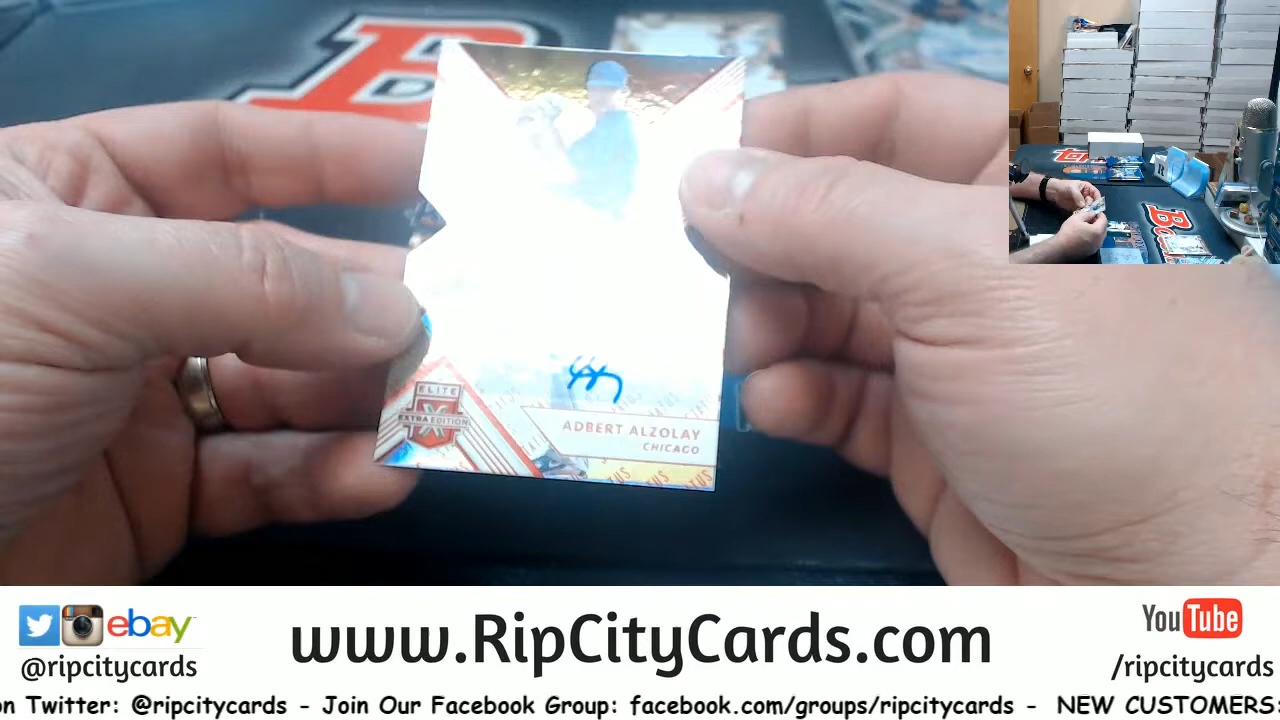 ELITE
X
EXTRA EDITION
ADBERT ALZOLAY
CHICAGO
STATUS
ebay
@ripcitycards
www.RipCityCards.com
YouTube
/ripcitycards
on Twitter: @ripcitycards - Join Our Facebook Group: facebook.com/groups/ripcitycards - NEW CUSTOMERS: